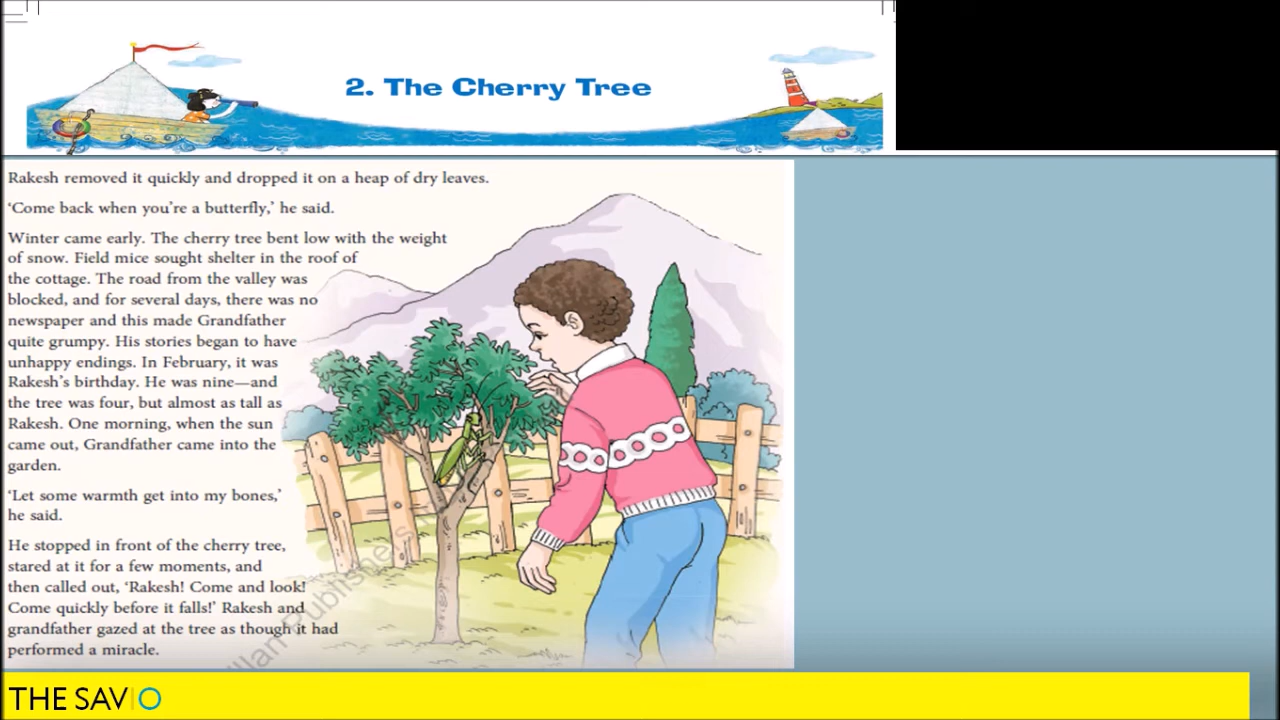 2. The Cherry Tree
Rakesh removed it quickly and dropped it on a heap of dry leaves.
‘Come back when you’re a butterfly,’ he said.
Winter came early. The cherry tree bent low with the weight
of snow. Field mice sought shelter in the roof of
the cottage. The road from the valley was
blocked, and for several days, there was no
newspaper and this made Grandfather
quite grumpy. His stories began to have
unhappy endings. In February, it was
Rakesh’s birthday. He was nine—and
the tree was four, but almost as tall as
Rakesh. One morning, when the sun
came out, Grandfather came into the
garden.
‘Let some warmth get into my bones,’
he said.
He stopped in front of the cherry tree,
stared at it for a few moments, and
then called out, ‘Rakesh! Come and look!
Come quickly before it falls!’ Rakesh and
grandfather gazed at the tree as though it had
performed a miracle.
THE SAVIO